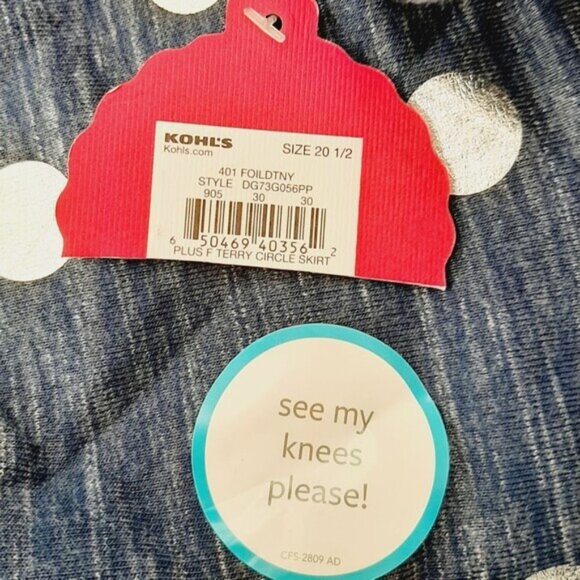 KOHL'S
Kohls.com
SIZE 20 1/2
401 FOILDTNY
STYLE DG73G056PP
905 30 30
6 50469 40356 2
PLUS F TERRY CIRCLE SKIRT
see my
knees
please!
CFS-2809 AD